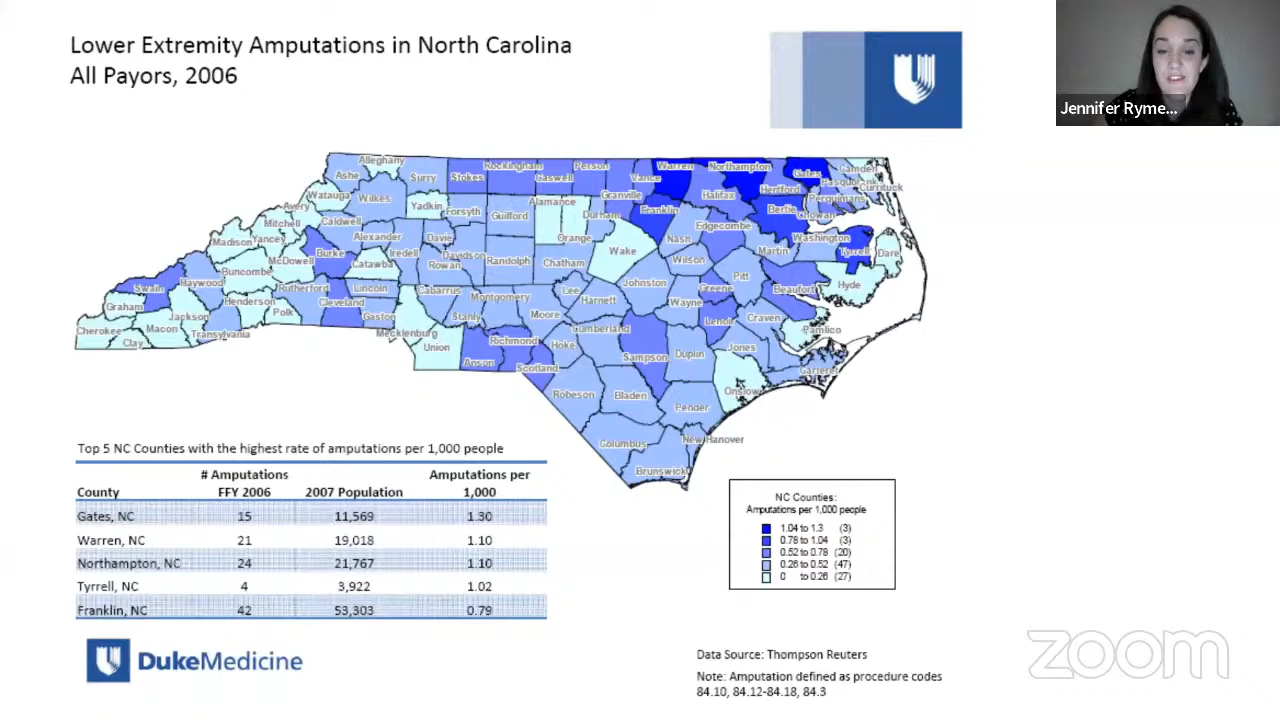 Lower Extremity Amputations in North Carolina
All Payors, 2006
Jennifer Ryme...
Alleghany
Ashe
Surry
Stokes
Rockingham
Caswell
Person
Vance
Warren
Northampton
Gates
Camden
Pasquotank
Currituck
Watauga
Wilkes
Yadkin
Forsyth
Guilford
Alamance
Durham
Granville
Franklin
Halifax
Hertford
Bertie
Perquimans
Chowan
Avery
Mitchell
Caldwell
Alexander
Davie
Orange
Wake
Nash
Edgecombe
Martin
Washington
Tyrrell
Dare
Madison
Yancey
Burke
Iredell
Davidson
Randolph
Chatham
Wilson
Swain
Haywood
Buncombe
McDowell
Catawba
Rowan
Johnston
Pitt
Beaufort
Hyde
Graham
Jackson
Henderson
Rutherford
Cleveland
Lincoln
Gaston
Cabarrus
Stanly
Montgomery
Moore
Lee
Harnett
Wayne
Greene
Lenoir
Craven
Pamlico
Cherokee
Macon
Clay
Transylvania
Polk
Mecklenburg
Union
Anson
Richmond
Scotland
Hoke
Cumberland
Sampson
Duplin
Jones
Carteret
Onslow
Robeson
Bladen
Pender
Columbus
New Hanover
Brunswick
Top 5 NC Counties with the highest rate of amputations per 1,000 people
County # Amputations FFY 2006 2007 Population Amputations per 1,000
Gates, NC 15 11,569 1.30
Warren, NC 21 19,018 1.10
Northampton, NC 24 21,767 1.10
Tyrrell, NC 4 3,922 1.02
Franklin, NC 42 53,303 0.79
NC Counties:
Amputations per 1,000 people
1.04 to 1.3 (3)
0.78 to 1.04 (3)
0.52 to 0.78 (20)
0.26 to 0.52 (47)
0 to 0.26 (27)
DukeMedicine
Data Source: Thompson Reuters
Note: Amputation defined as procedure codes
84.10, 84.12-84.18, 84.3
zoom